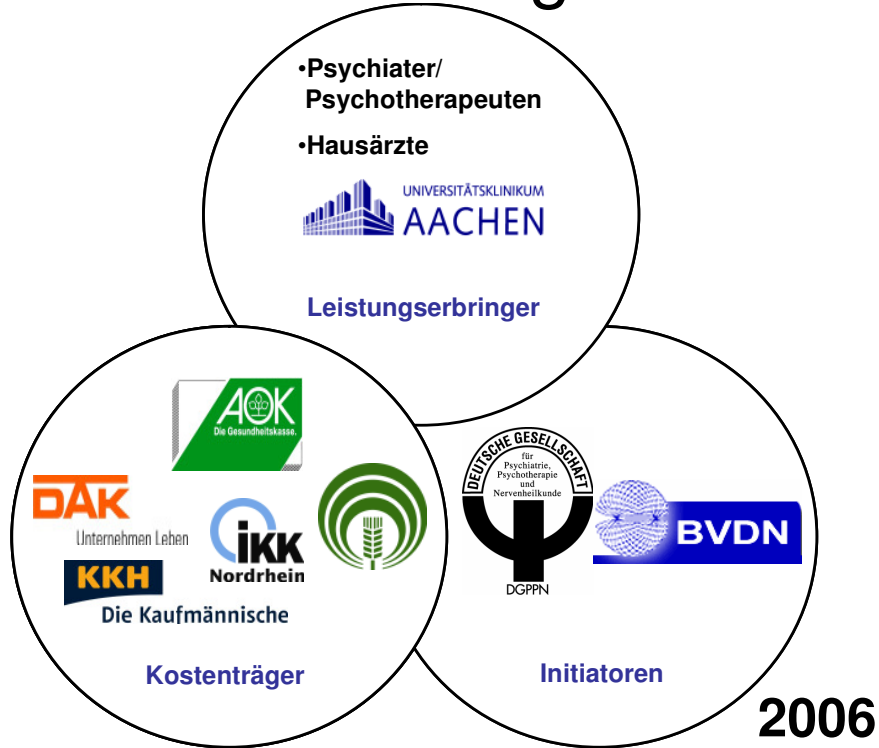 •Psychiater/
Psychotherapeuten
•Hausärzte
UNIVERSITÄTSKLINIKUM
AACHEN
Leistungserbringer
AOK
Die Gesundheitskasse.
DAK
Unternehmen Leben
IKK
Nordrhein
KKH
Die Kaufmännische
Kostenträger
DEUTSCHE GESELLSCHAFT
für
Psychiatrie,
Psychotherapie
und
Nervenheilkunde
DGPPN
BVDN
Initiatoren
2006